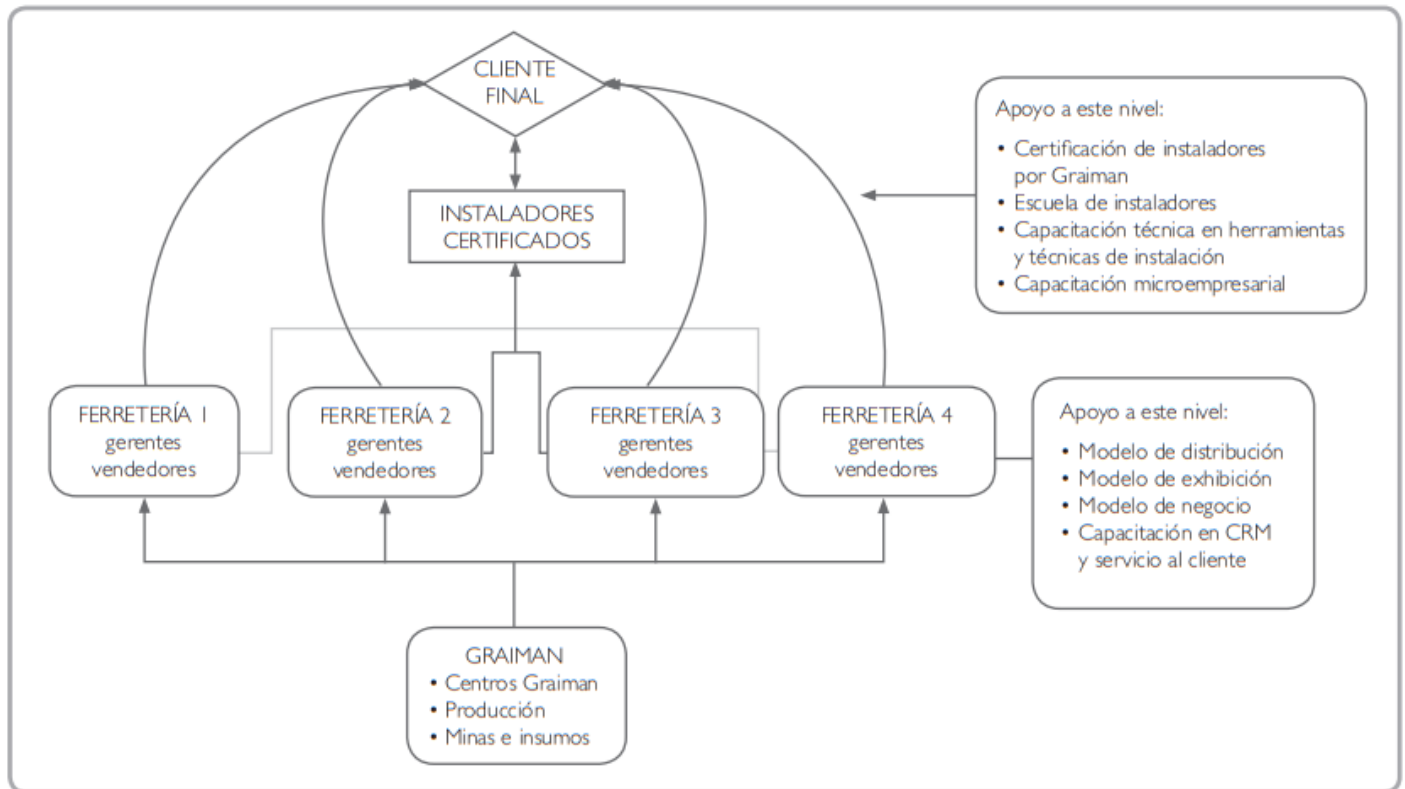 CLIENTE
FINAL
Apoyo a este nivel:
• Certificación de instaladores
por Graiman
• Escuela de instaladores
• Capacitación técnica en herramientas
y técnicas de instalación
• Capacitación microempresarial
INSTALADORES
CERTIFICADOS
FERRETERÍA 1
gerentes
vendedores
FERRETERÍA 2
gerentes
vendedores
FERRETERÍA 3
gerentes
vendedores
FERRETERÍA 4
gerentes
vendedores
Apoyo a este nivel:
• Modelo de distribución
• Modelo de exhibición
• Modelo de negocio
• Capacitación en CRM
y servicio al cliente
GRAIMAN
• Centros Graiman
• Producción
• Minas e insumos